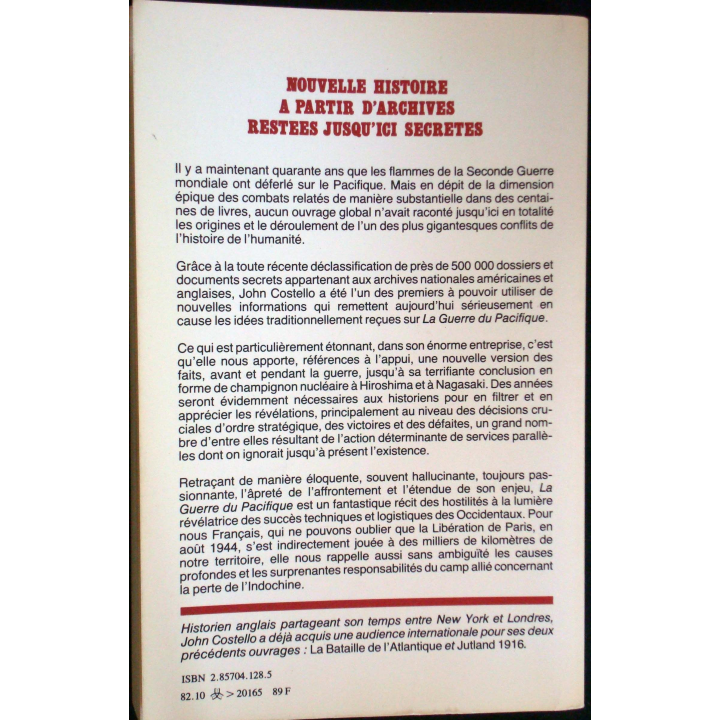 NOUVELLE HISTOIRE
A PARTIR D'ARCHIVES
RESTEES JUSQU'ICI SECRETES
Il y a maintenant quarante ans que les flammes de la Seconde Guerre
mondiale ont déferlé sur le Pacifique. Mais en dépit de la dimension
épique des combats relatés de manière substantielle dans des centai-
nes de livres, aucun ouvrage global n'avait raconté jusqu'ici en totalité
les origines et le déroulement de l'un des plus gigantesques conflits de
l'histoire de l'humanité.
Grâce à la toute récente déclassification de près de 500 000 dossiers et
documents secrets appartenant aux archives nationales américaines et
anglaises, John Costello a été l'un des premiers à pouvoir utiliser de
nouvelles informations qui remettent aujourd'hui sérieusement en
cause les idées traditionnellement reçues sur La Guerre du Pacifique.
Ce qui est particulièrement étonnant, dans son énorme entreprise, c'est
qu'elle nous apporte, références à l'appui, une nouvelle version des
faits, avant et pendant la guerre, jusqu'à sa terrifiante conclusion en
forme de champignon nucléaire à Hiroshima et à Nagasaki. Des années
seront évidemment nécessaires aux historiens pour en filtrer et en
apprécier les révélations, principalement au niveau des décisions cru-
ciales d'ordre stratégique, des victoires et des défaites, un grand nom-
bre d'entre elles résultant de l'action déterminante de services parallè-
les dont on ignorait jusqu'à présent l'existence.
Retraçant de manière éloquente, souvent hallucinante, toujours pas-
sionnante, l'âpreté de l'affrontement et l'étendue de son enjeu, La
Guerre du Pacifique est un fantastique récit des hostilités à la lumière
révélatrice des succès techniques et logistiques des Occidentaux. Pour
nous Français, qui ne pouvons oublier que la Libération de Paris, en
août 1944, s'est indirectement jouée à des milliers de kilomètres de
notre territoire, elle nous rappelle aussi sans ambiguïté les causes
profondes et les surprenantes responsabilités du camp allié concernant
la perte de l'Indochine.
Historien anglais partageant son temps entre New York et Londres,
John Costello a déjà acquis une audience internationale pour ses deux
précédents ouvrages : La Bataille de l'Atlantique et Jutland 1916.
ISBN 2.85704.128.5
82.10 > 20165 89 F